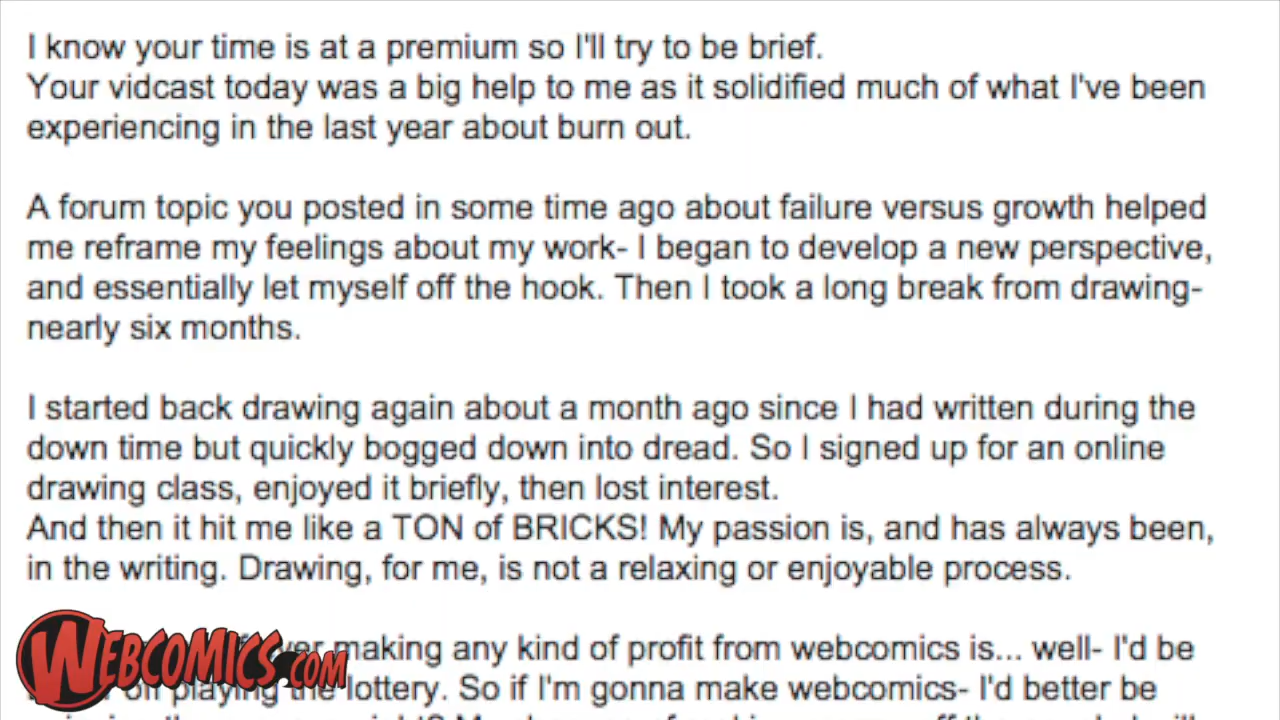 I know your time is at a premium so I'll try to be brief.
Your vidcast today was a big help to me as it solidified much of what I've been
experiencing in the last year about burn out.
A forum topic you posted in some time ago about failure versus growth helped
me reframe my feelings about my work- I began to develop a new perspective,
and essentially let myself off the hook. Then I took a long break from drawing-
nearly six months.
I started back drawing again about a month ago since I had written during the
down time but quickly bogged down into dread. So I signed up for an online
drawing class, enjoyed it briefly, then lost interest.
And then it hit me like a TON of BRICKS! My passion is, and has always been,
in the writing. Drawing, for me, is not a relaxing or enjoyable process.
making any kind of profit from webcomics is... well- I'd be
playing the lottery. So if I'm gonna make webcomics- I'd better be
WEBCOMICS.COM